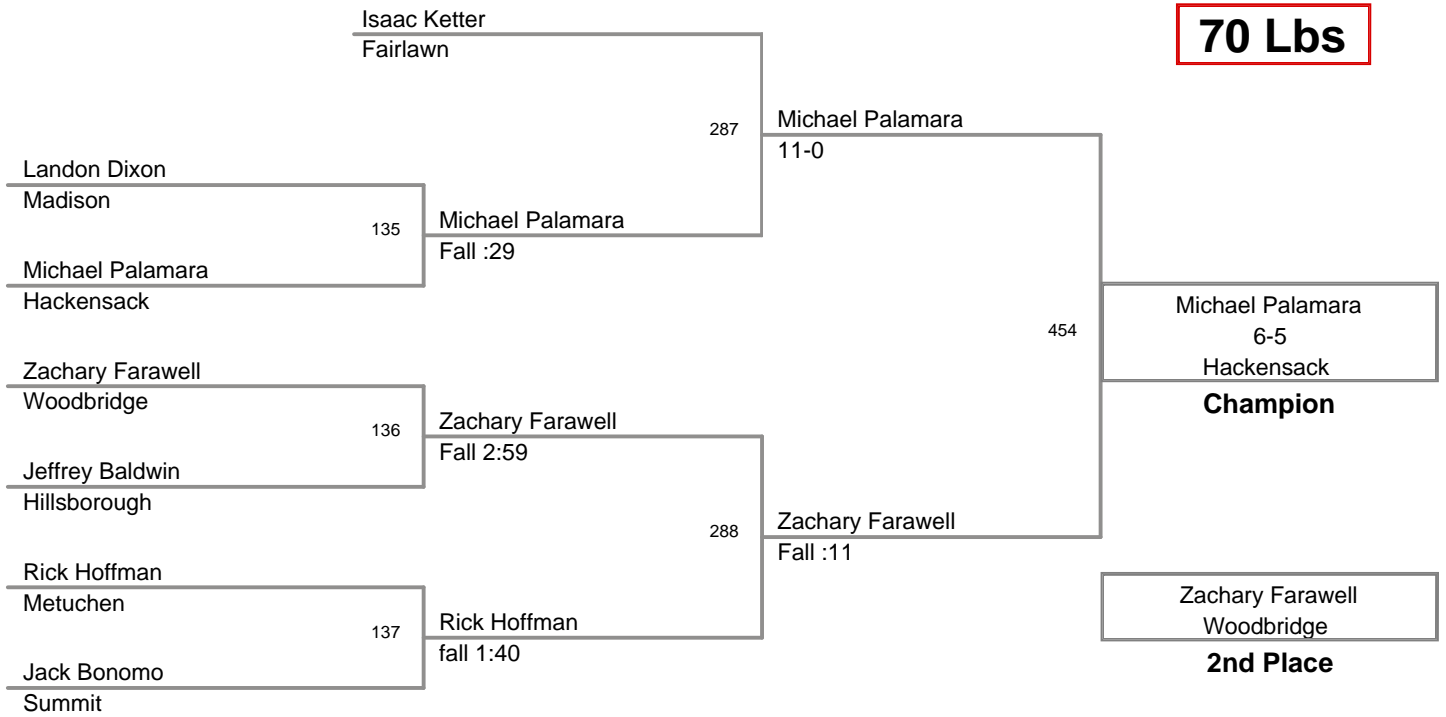 Isaac Ketter
Fairlawn
70 Lbs
287
Michael Palamara
11-0
Landon Dixon
Madison
135
Michael Palamara
Fall :29
Michael Palamara
Hackensack
454
Michael Palamara
6-5
Hackensack
Champion
Zachary Farawell
Woodbridge
136
Zachary Farawell
Fall 2:59
Jeffrey Baldwin
Hillsborough
288
Zachary Farawell
Fall :11
Rick Hoffman
Metuchen
137
Rick Hoffman
fall 1:40
Jack Bonomo
Summit
Zachary Farawell
Woodbridge
2nd Place